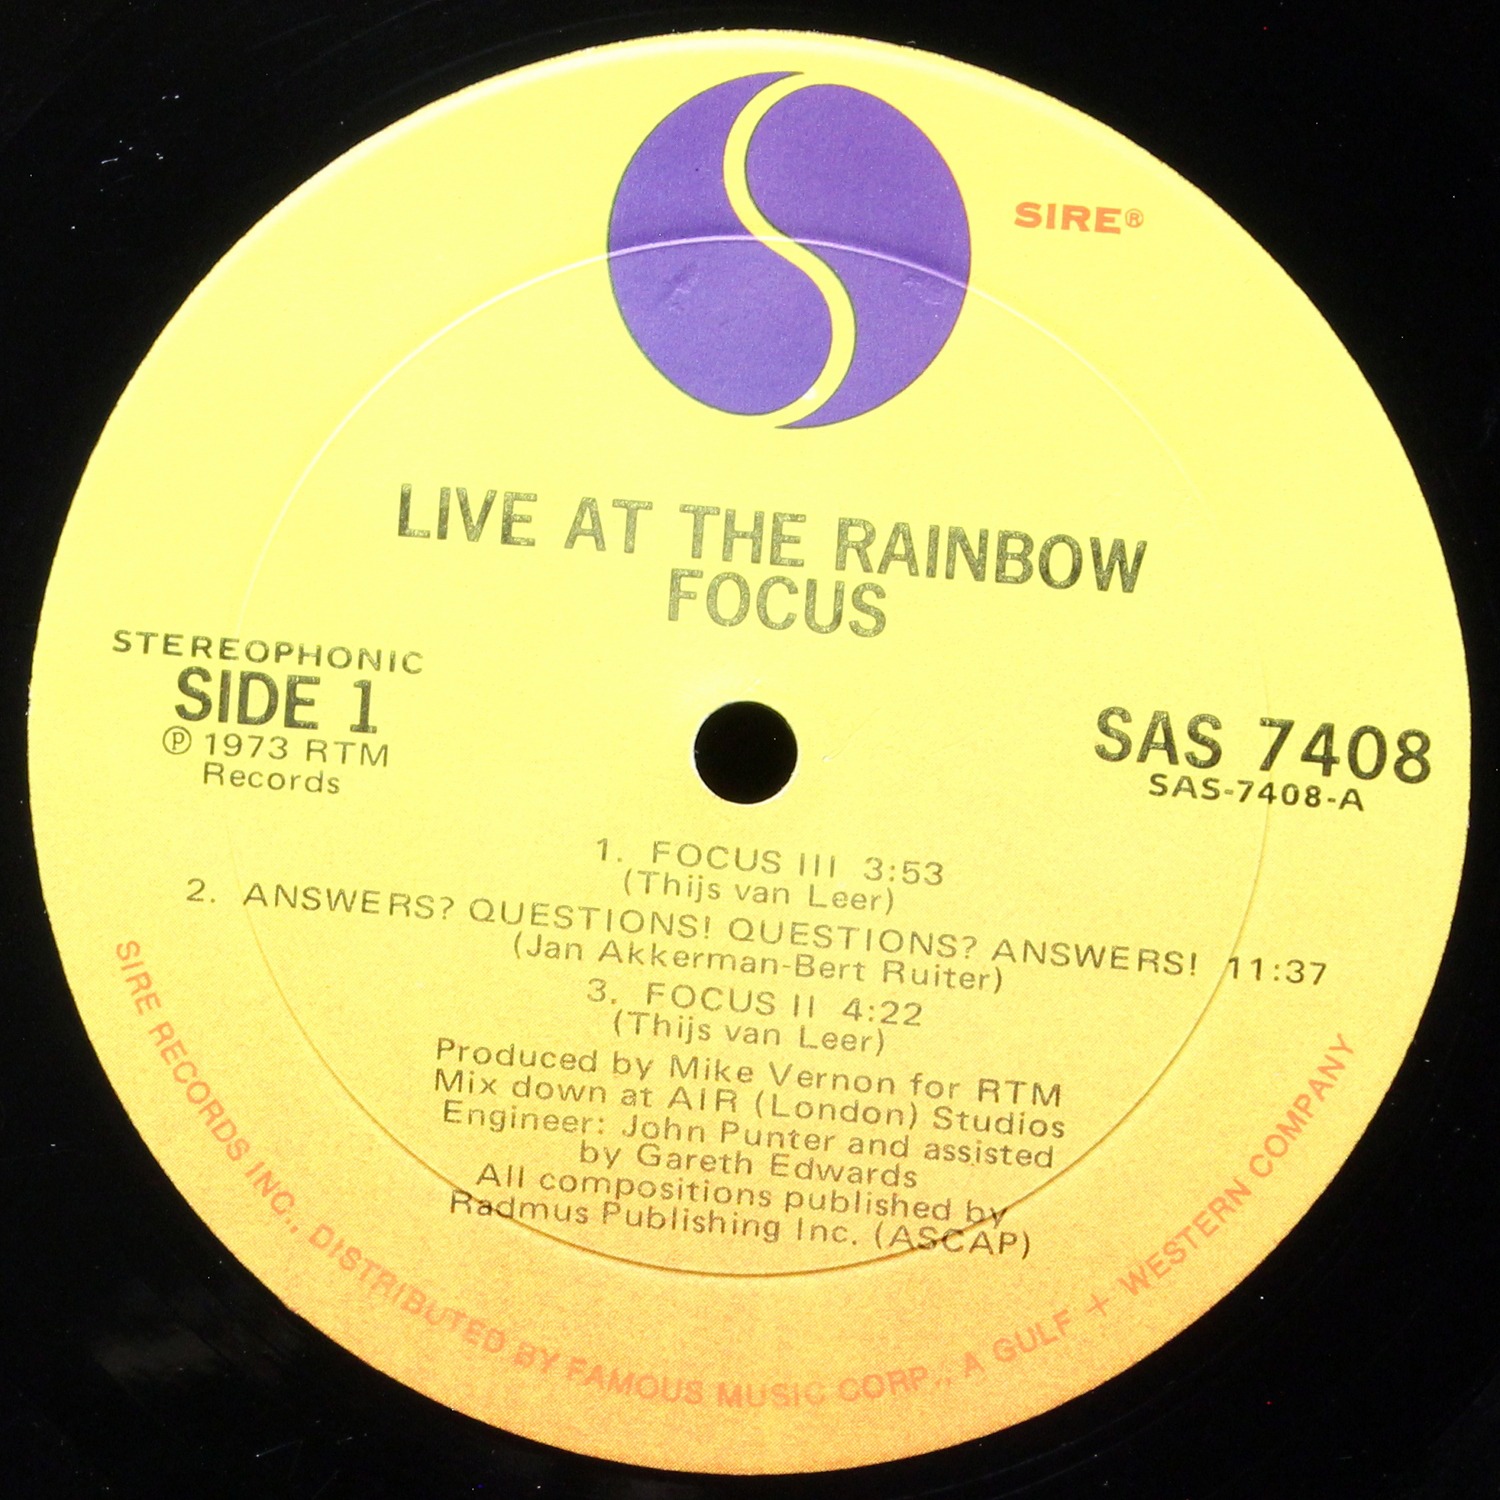 SIRE®
LIVE AT THE RAINBOW
FOCUS
STEREOPHONIC
SIDE 1
℗ 1973 RTM
Records
SAS 7408
SAS-7408-A
1. FOCUS III 3:53
(Thijs van Leer)
2. ANSWERS? QUESTIONS! QUESTIONS? ANSWERS! 11:37
(Jan Akkerman-Bert Ruiter)
3. FOCUS II 4:22
(Thijs van Leer)
Produced by Mike Vernon for RTM
Mix down at AIR (London) Studios
Engineer: John Punter and assisted
by Gareth Edwards
All compositions published by
Radmus Publishing Inc. (ASCAP)
SIRE RECORDS INC., DISTRIBUTED BY FAMOUS MUSIC CORP., A GULF + WESTERN COMPANY